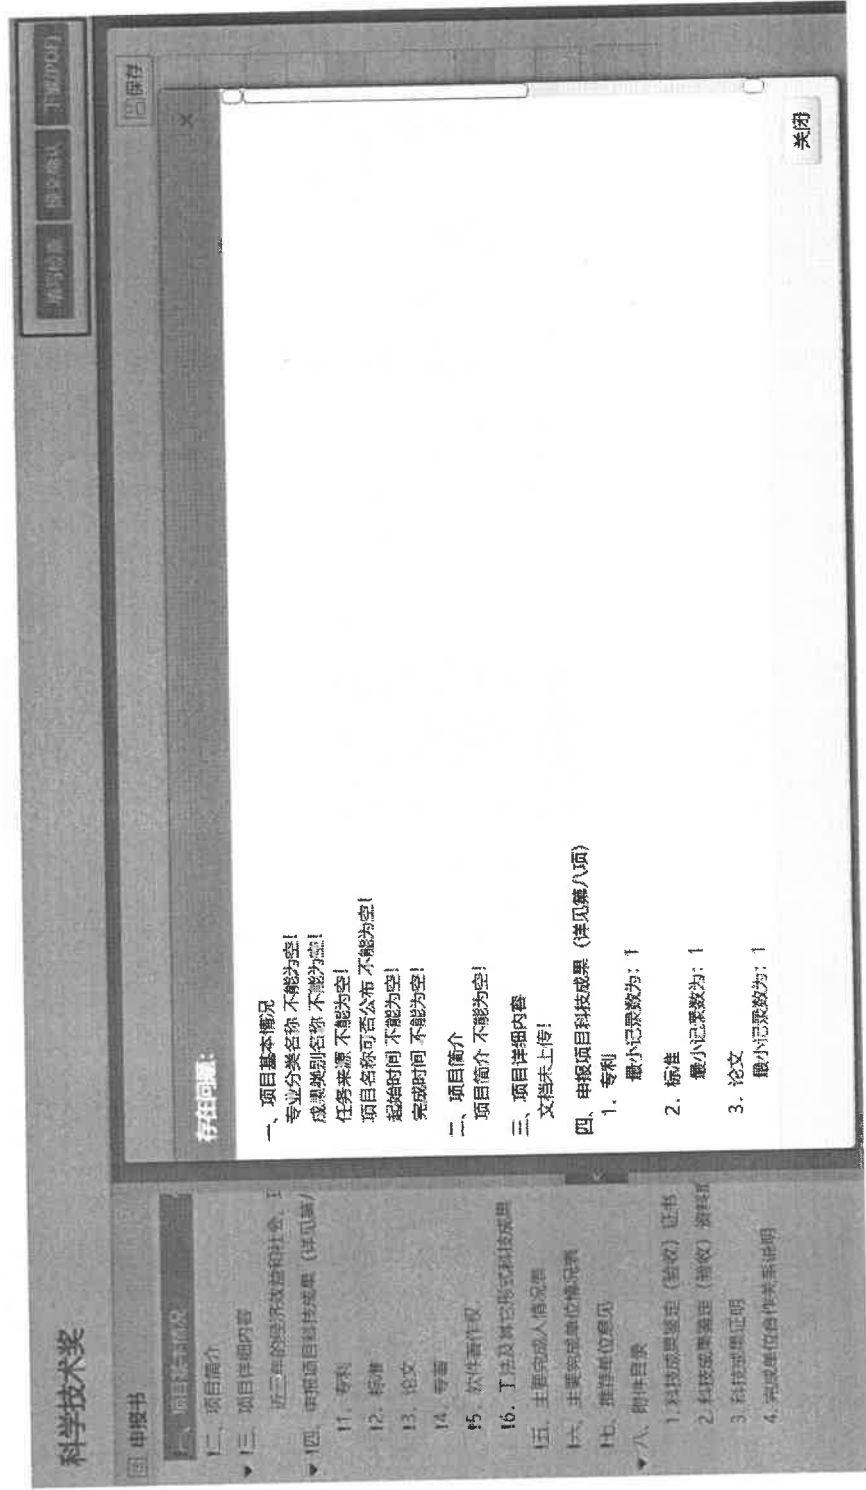 科学技术奖
填写检查 提交确认 下载(PDF)
申报书
保存
一、项目基本情况
!二、项目简介
!三、项目详细内容
近三年的经济效益和社会、
!四、申报项目科技成果（详见第八
!1. 专利
!2. 标准
!3. 论文
!4. 专著
!5. 软件著作权
!6. 工法及其它形式科技成果
!五、主要完成人情况表
!六、主要完成单位情况表
!七、推荐单位意见
八、附件目录
1. 科技成果鉴定（验收）证书
2. 科技成果鉴定（验收）资料
3. 科技成果证明
4. 完成单位合作关系说明
存在问题：
一、项目基本情况
专业分类名称 不能为空！
成果类别名称 不能为空！
任务来源 不能为空！
项目名称可否公布 不能为空！
起始时间 不能为空！
完成时间 不能为空！
二、项目简介
项目简介 不能为空！
三、项目详细内容
文档未上传！
四、申报项目科技成果（详见第八项）
1. 专利
最小记录数为：1
2. 标准
最小记录数为：1
3. 论文
最小记录数为：1
关闭